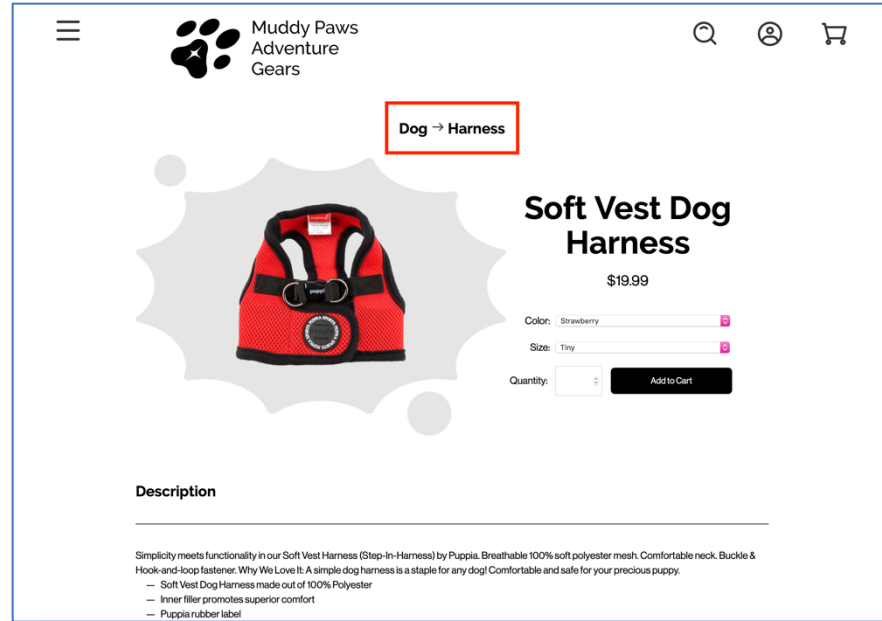 Muddy Paws
Adventure
Gears
Dog → Harness
Soft Vest Dog
Harness
$19.99
Color: Strawberry
Size: Tiny
Quantity:
Add to Cart
Description
Simplicity meets functionality in our Soft Vest Harness (Step-In-Harness) by Puppia. Breathable 100% soft polyester mesh. Comfortable neck. Buckle &
Hook-and-loop fastener. Why We Love It: A simple dog harness is a staple for any dog! Comfortable and safe for your precious puppy.
— Soft Vest Dog Harness made out of 100% Polyester
— Inner filler promotes superior comfort
— Puppia rubber label